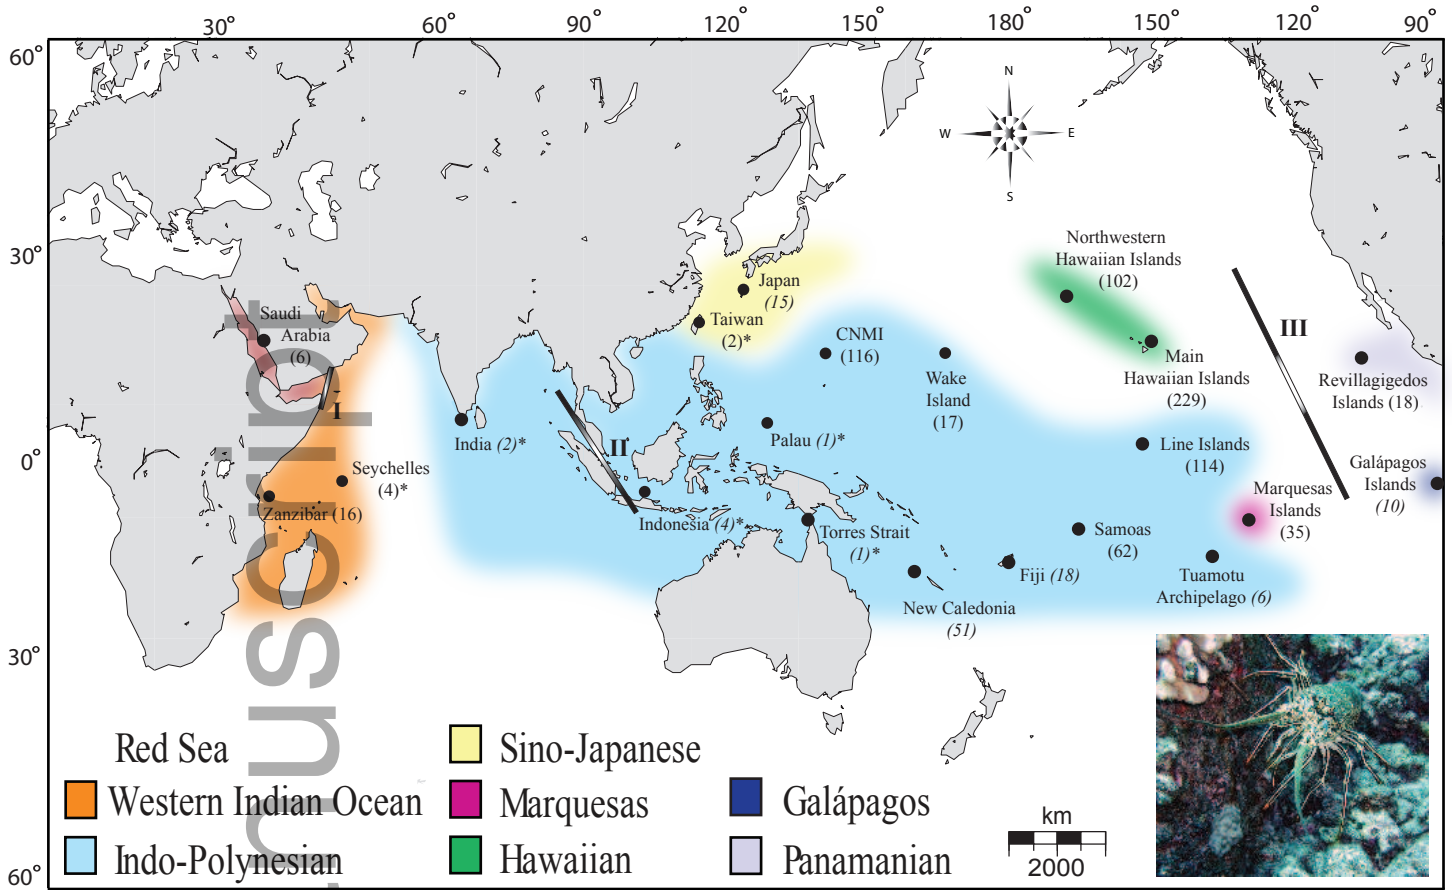 30° 60° 90° 120° 150° 180° 150° 120° 90°
60°
30°
0°
30°
60°
N
W E
S
Northwestern
Hawaiian Islands
(102)
Main
Hawaiian Islands
(229)
III
Revillagigedos
Islands (18)
Galápagos
Islands
(10)
Marquesas
Islands
(35)
Line Islands
(114)
Samoas
(62)
Tuamotu
Archipelago (6)
Fiji (18)
New Caledonia
(51)
Torres Strait
(1)*
Wake
Island
(17)
CNMI
(116)
Palau (1)*
Japan
(15)
Taiwan
(2)*
Indonesia (4)*
II
India (2)*
Saudi
Arabia
(6)
I
Seychelles
(4)*
Zanzibar (16)
Red Sea
Western Indian Ocean
Indo-Polynesian
Sino-Japanese
Marquesas
Hawaiian
Galápagos
Panamanian
km
2000